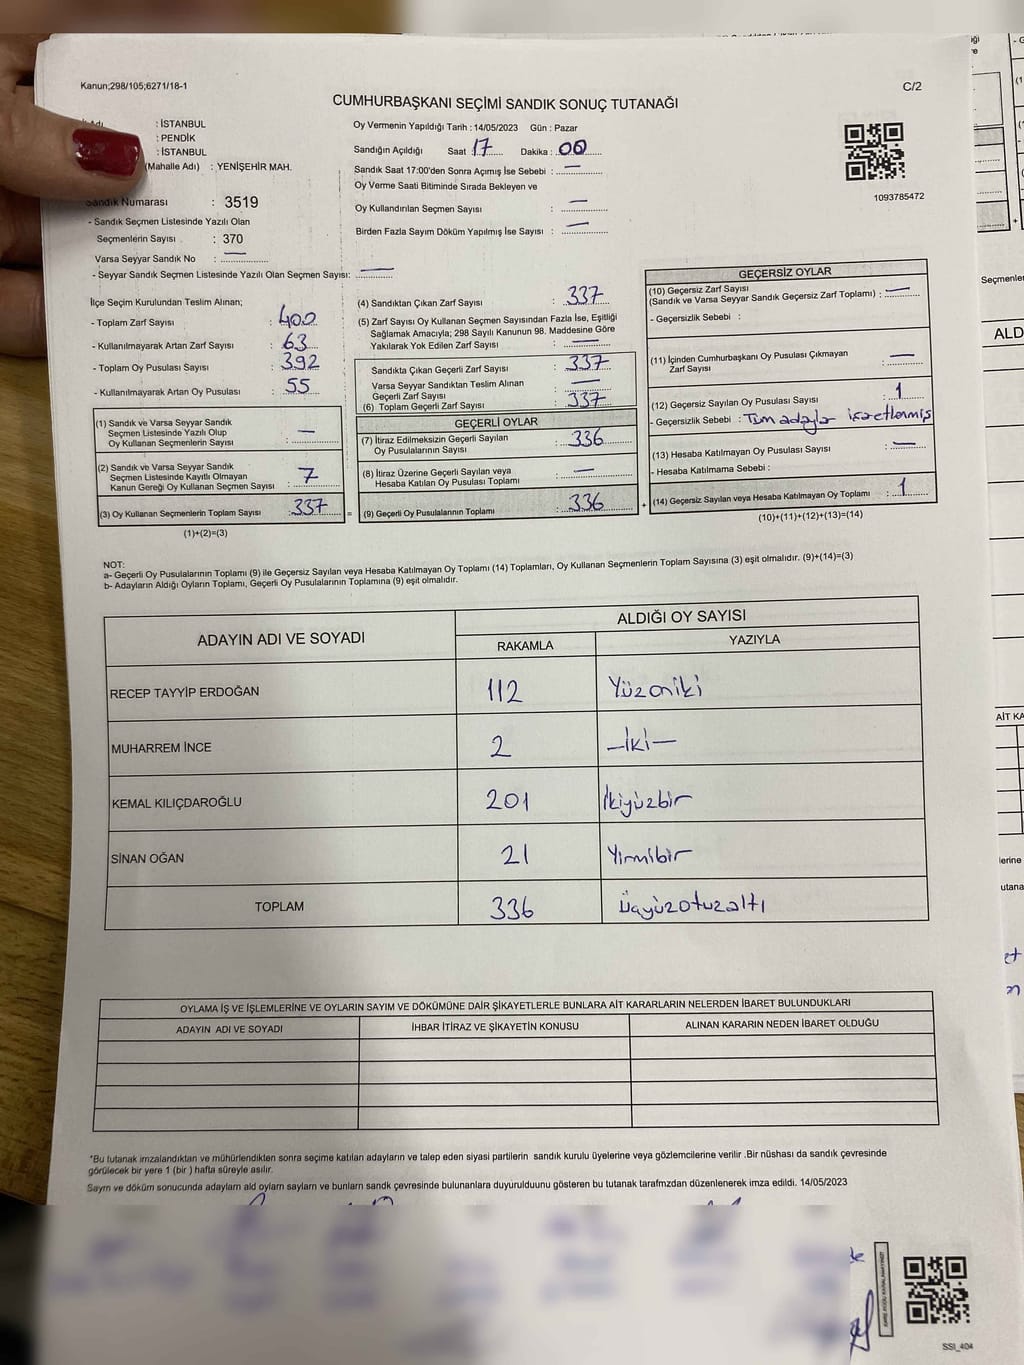 Kanun;298/105;6271/18-1
C/2
CUMHURBAŞKANI SEÇİMİ SANDIK SONUÇ TUTANAĞI
: İSTANBUL
: PENDİK
: İSTANBUL
(Mahalle Adı) : YENİŞEHİR MAH.
Sandık Numarası : 3519
- Sandık Seçmen Listesinde Yazılı Olan
Seçmenlerin Sayısı : 370
Varsa Seyyar Sandık No : —
- Seyyar Sandık Seçmen Listesinde Yazılı Olan Seçmen Sayısı: —
Oy Vermenin Yapıldığı Tarih : 14/05/2023 Gün : Pazar
Sandığın Açıldığı Saat 17 Dakika : 00
Sandık Saat 17:00'den Sonra Açımış İse Sebebi : —
Oy Verme Saati Bitiminde Sırada Bekleyen ve
Oy Kullandırılan Seçmen Sayısı : —
Birden Fazla Sayım Döküm Yapılmış İse Sayısı : —
1093785472
İlçe Seçim Kurulundan Teslim Alınan;
- Toplam Zarf Sayısı : 400
- Kullanılmayarak Artan Zarf Sayısı : 63
- Toplam Oy Pusulası Sayısı : 392
- Kullanılmayarak Artan Oy Pusulası : 55
(1) Sandık ve Varsa Seyyar Sandık
Seçmen Listesinde Yazılı Olup
Oy Kullanan Seçmenlerin Sayısı : —
(2) Sandık ve Varsa Seyyar Sandık
Seçmen Listesinde Kayıtlı Olmayan
Kanun Gereği Oy Kullanan Seçmen Sayısı : 7
(3) Oy Kullanan Seçmenlerin Toplam Sayısı : 337
(1)+(2)=(3)
=
(4) Sandıktan Çıkan Zarf Sayısı : 337
(5) Zarf Sayısı Oy Kullanan Seçmen Sayısından Fazla İse, Eşitliği
Sağlamak Amacıyla; 298 Sayılı Kanunun 98. Maddesine Göre
Yakılarak Yok Edilen Zarf Sayısı : —
Sandıkta Çıkan Geçerli Zarf Sayısı : 337
Varsa Seyyar Sandıktan Teslim Alınan
Geçerli Zarf Sayısı : —
(6) Toplam Geçerli Zarf Sayısı : 337
GEÇERLİ OYLAR
(7) İtiraz Edilmeksizin Geçerli Sayılan
Oy Pusulalarının Sayısı : 336
(8) İtiraz Üzerine Geçerli Sayılan veya
Hesaba Katılan Oy Pusulası Toplamı : —
(9) Geçerli Oy Pusulalarının Toplamı : 336
+
GEÇERSİZ OYLAR
(10) Geçersiz Zarf Sayısı
(Sandık ve Varsa Seyyar Sandık Geçersiz Zarf Toplamı) : —
- Geçersizlik Sebebi :
(11) İçinden Cumhurbaşkanı Oy Pusulası Çıkmayan
Zarf Sayısı : —
(12) Geçersiz Sayılan Oy Pusulası Sayısı : 1
- Geçersizlik Sebebi : Tüm adaylar işaretlenmiş
(13) Hesaba Katılmayan Oy Pusulası Sayısı : —
- Hesaba Katılmama Sebebi :
(14) Geçersiz Sayılan veya Hesaba Katılmayan Oy Toplamı : 1
(10)+(11)+(12)+(13)=(14)
NOT:
a- Geçerli Oy Pusulalarının Toplamı (9) ile Geçersiz Sayılan veya Hesaba Katılmayan Oy Toplamı (14) Toplamları, Oy Kullanan Seçmenlerin Toplam Sayısına (3) eşit olmalıdır. (9)+(14)=(3)
b- Adayların Aldığı Oyların Toplamı, Geçerli Oy Pusulalarının Toplamına (9) eşit olmalıdır.
ADAYIN ADI VE SOYADI
ALDIĞI OY SAYISI
RAKAMLA YAZIYLA
RECEP TAYYİP ERDOĞAN 112 Yüzoniki
MUHARREM İNCE 2 —İki—
KEMAL KILIÇDAROĞLU 201 İkiyüzbir
SİNAN OĞAN 21 Yirmibir
TOPLAM 336 Üçyüzotuzaltı
OYLAMA İŞ VE İŞLEMLERİNE VE OYLARIN SAYIM VE DÖKÜMÜNE DAİR ŞİKAYETLERLE BUNLARA AİT KARARLARIN NELERDEN İBARET BULUNDUKLARI
ADAYIN ADI VE SOYADI İHBAR İTİRAZ VE ŞİKAYETİN KONUSU ALINAN KARARIN NEDEN İBARET OLDUĞU
*Bu tutanak imzalandıktan ve mühürlendikten sonra seçime katılan adayların ve talep eden siyasi partilerin sandık kurulu üyelerine veya gözlemcilerine verilir .Bir nüshası da sandık çevresinde
görülecek bir yere 1 (bir ) hafta süreyle asılır.
Sayım ve döküm sonucunda adayların ald oyların sayları ve bunların sandk çevresinde bulunanlara duyurulduunu gösteren bu tutanak tarafmzdan düzenlenerek imza edildi. 14/05/2023
SSI_404
Seçmenler
ALD
AİT KA
lerine
utana